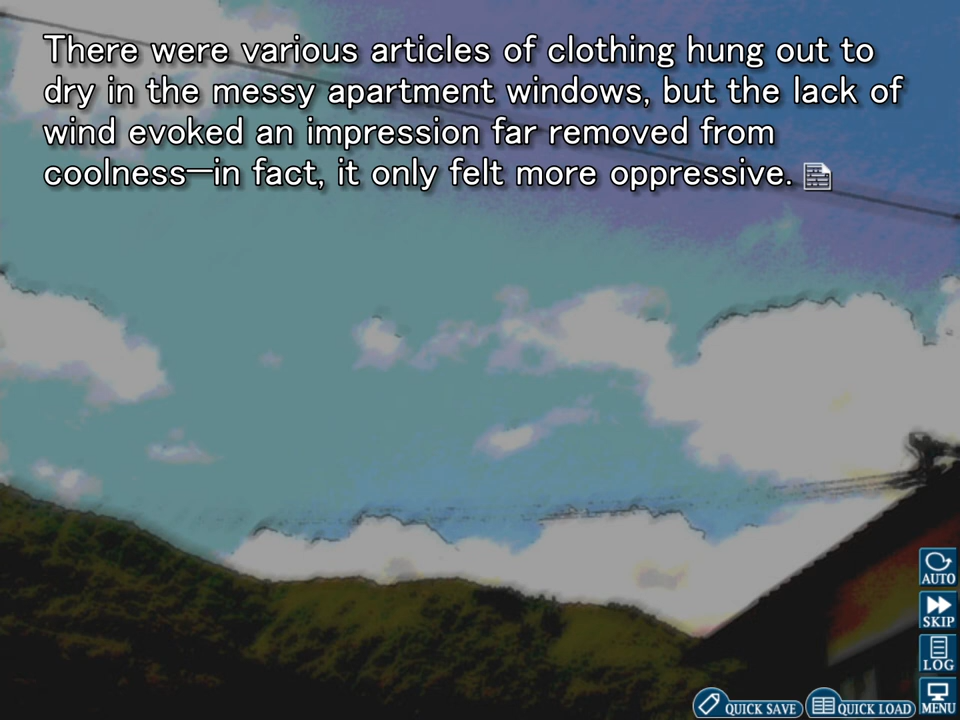 There were various articles of clothing hung out to
dry in the messy apartment windows, but the lack of
wind evoked an impression far removed from
coolness—in fact, it only felt more oppressive.
AUTO
SKIP
LOG
MENU
QUICK SAVE
QUICK LOAD